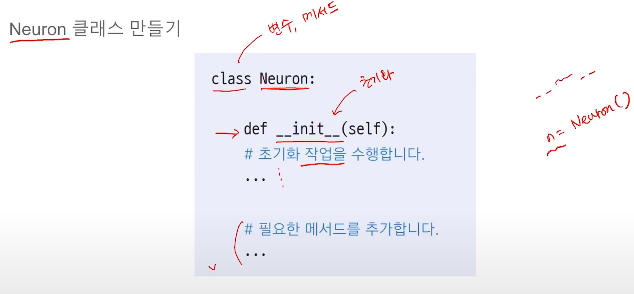 Neuron 클래스 만들기
변수, 메서드
class Neuron:
초기화
def __init__(self):
# 초기화 작업을 수행합니다.
...
# 필요한 메서드를 추가합니다.
...
n = Neuron()